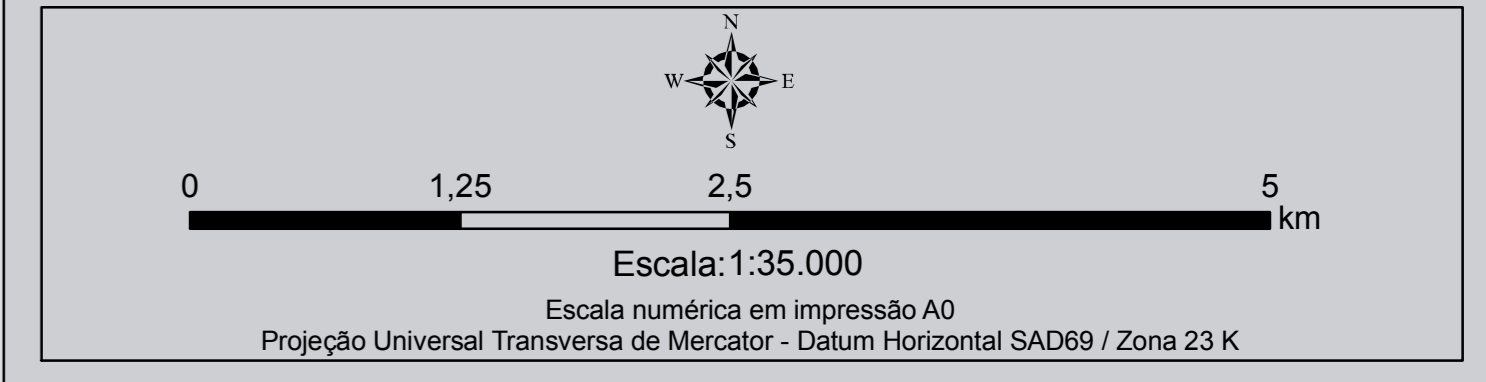 N
W E
S
0 1,25 2,5 5
km
Escala:1:35.000
Escala numérica em impressão A0
Projeção Universal Transversa de Mercator - Datum Horizontal SAD69 / Zona 23 K